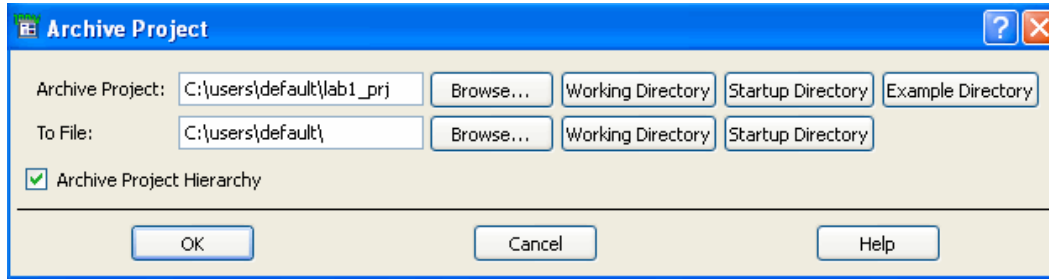 Archive Project
Archive Project: C:\users\default\lab1_prj Browse... Working Directory Startup Directory Example Directory
To File: C:\users\default\ Browse... Working Directory Startup Directory
Archive Project Hierarchy
OK Cancel Help